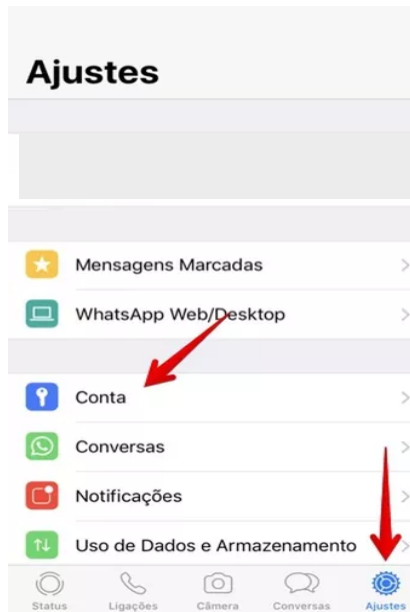 Ajustes
Mensagens Marcadas
WhatsApp Web/Desktop
Conta
Conversas
Notificações
Uso de Dados e Armazenamento
Status
Ligações
Câmera
Conversas
Ajustes